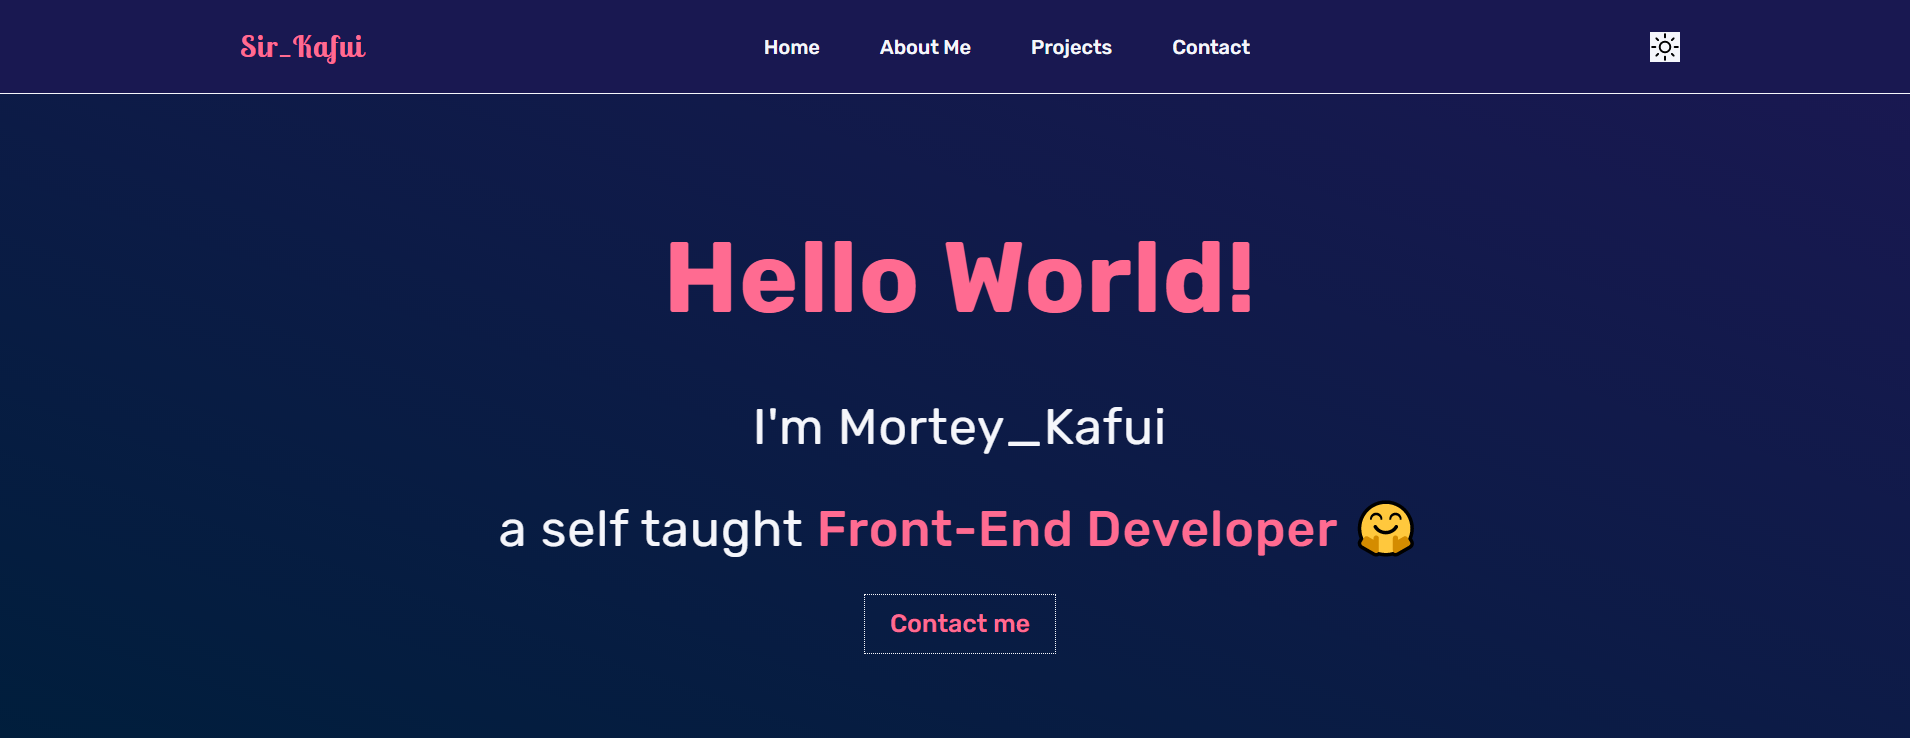 Sir_Kafui
Home About Me Projects Contact
Hello World!
I'm Mortey_Kafui
a self taught Front-End Developer 🤗
Contact me